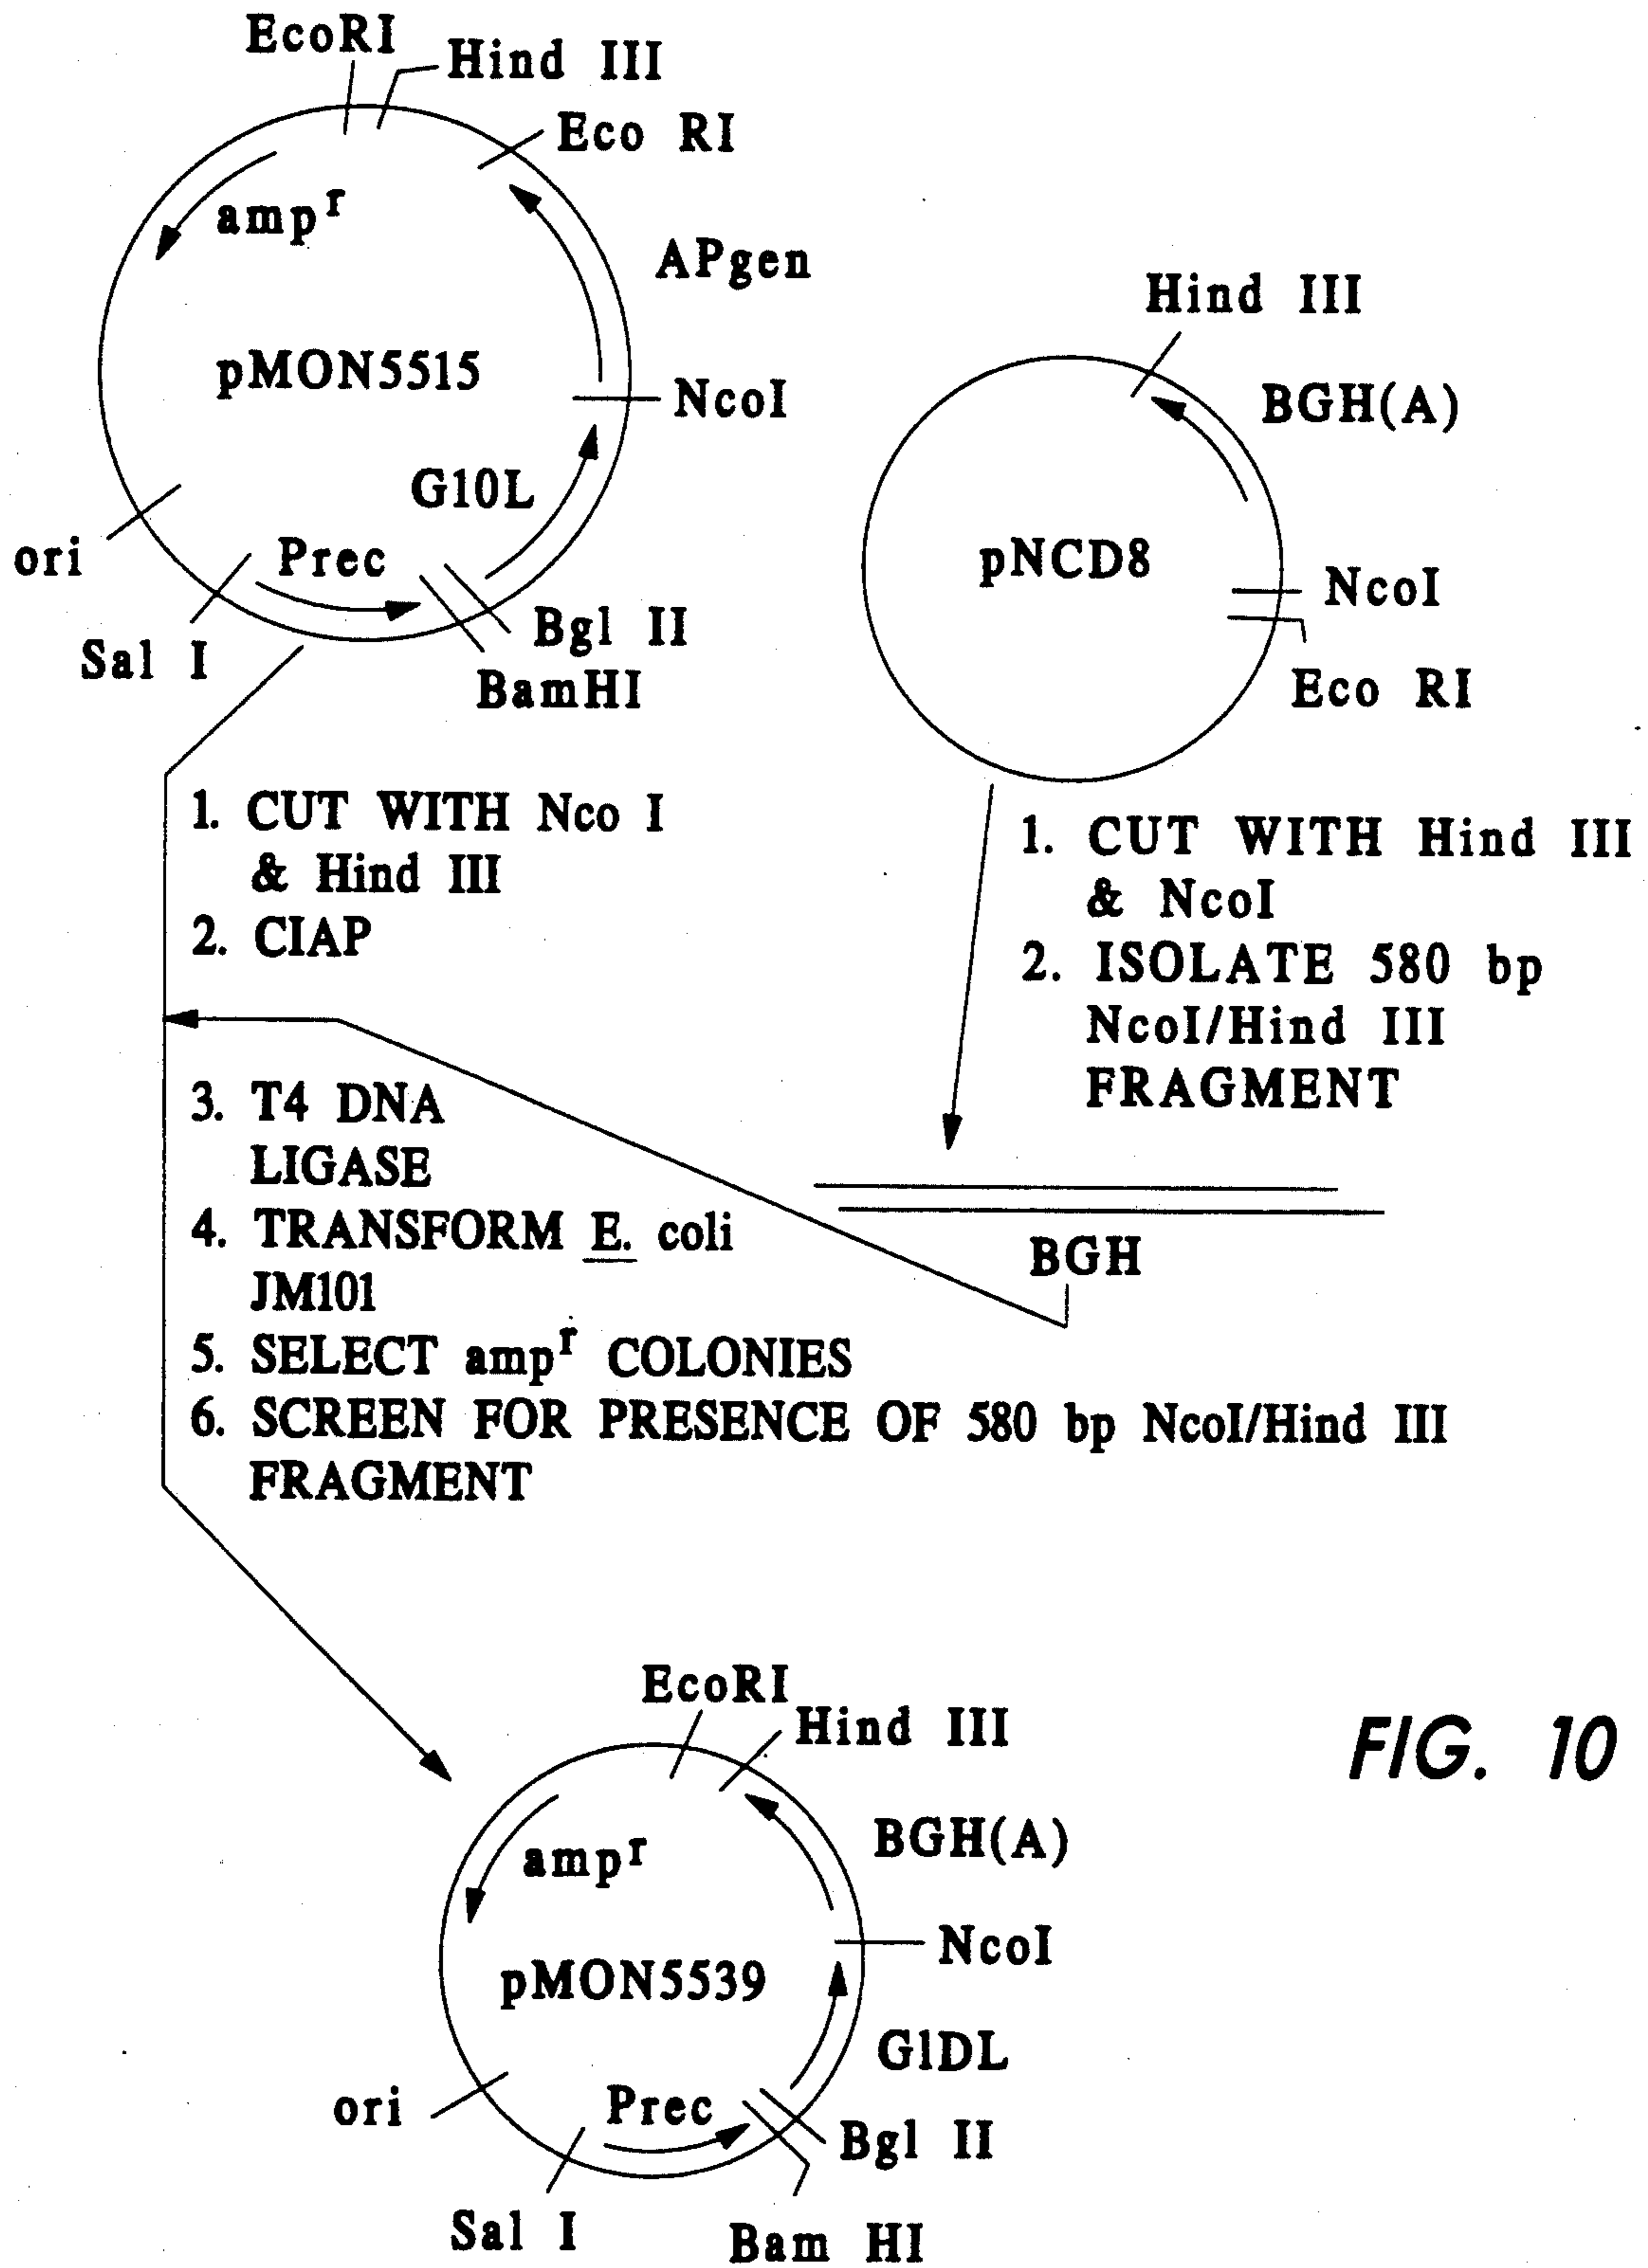 EcoRI
Hind III
Eco RI
amp^r
APgen
pMON5515
NcoI
G10L
ori
Prec
Sal I
Bgl II
BamHI
Hind III
BGH(A)
pNCD8
NcoI
Eco RI
1. CUT WITH Nco I
& Hind III
2. CIAP
1. CUT WITH Hind III
& NcoI
2. ISOLATE 580 bp
NcoI/Hind III
FRAGMENT
3. T4 DNA
LIGASE
4. TRANSFORM E. coli
JM101
BGH
5. SELECT amp^r COLONIES
6. SCREEN FOR PRESENCE OF 580 bp NcoI/Hind III
FRAGMENT
EcoRI
Hind III
FIG. 10
BGH(A)
amp^r
NcoI
pMON5539
G1DL
ori
Prec
Bgl II
Sal I
Bam HI